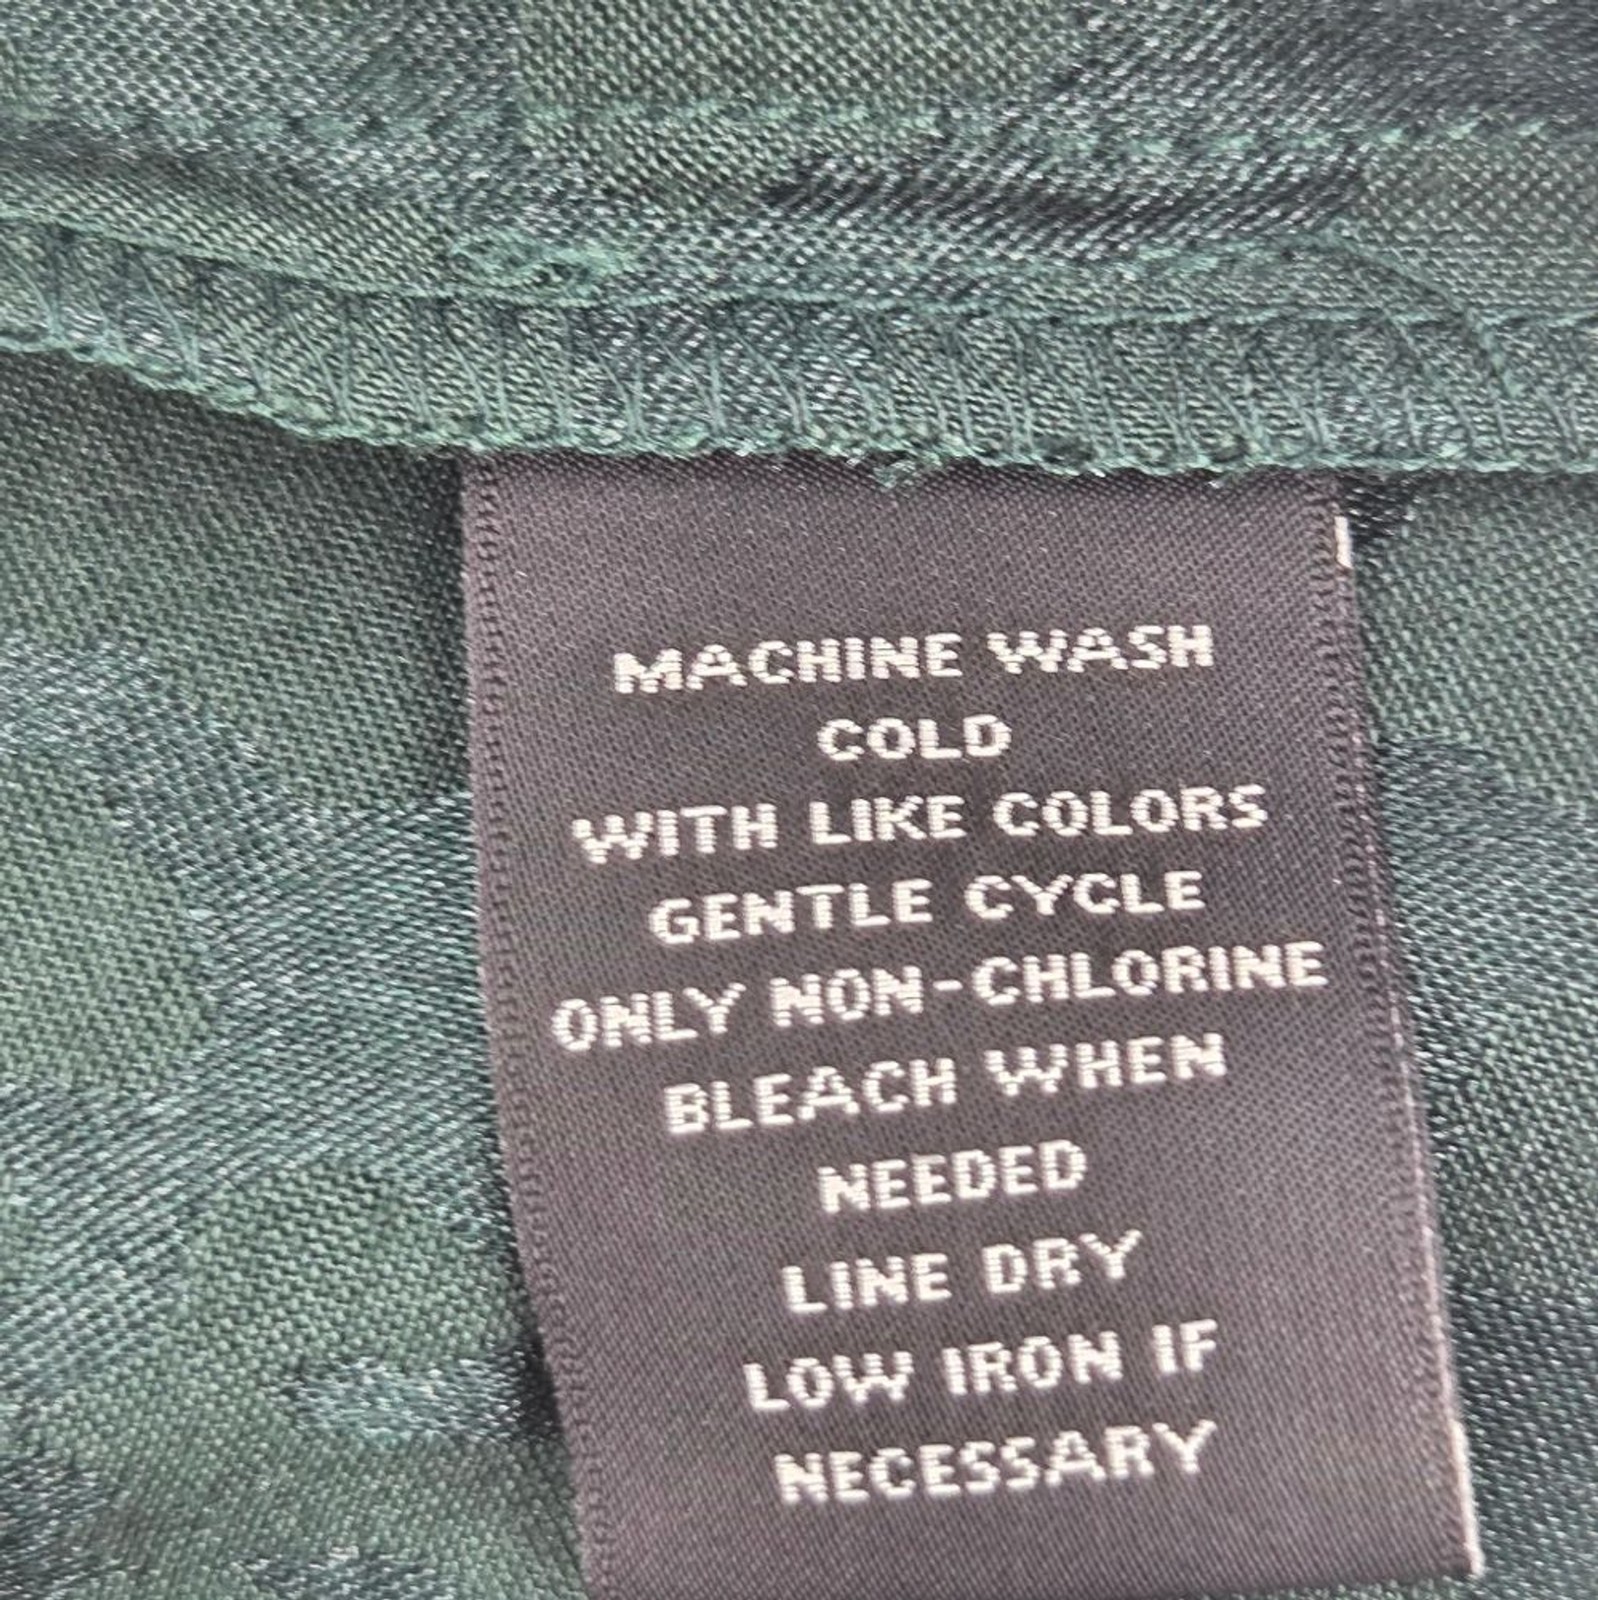 MACHINE WASH
COLD
WITH LIKE COLORS
GENTLE CYCLE
ONLY NON-CHLORINE
BLEACH WHEN
NEEDED
LINE DRY
LOW IRON IF
NECESSARY